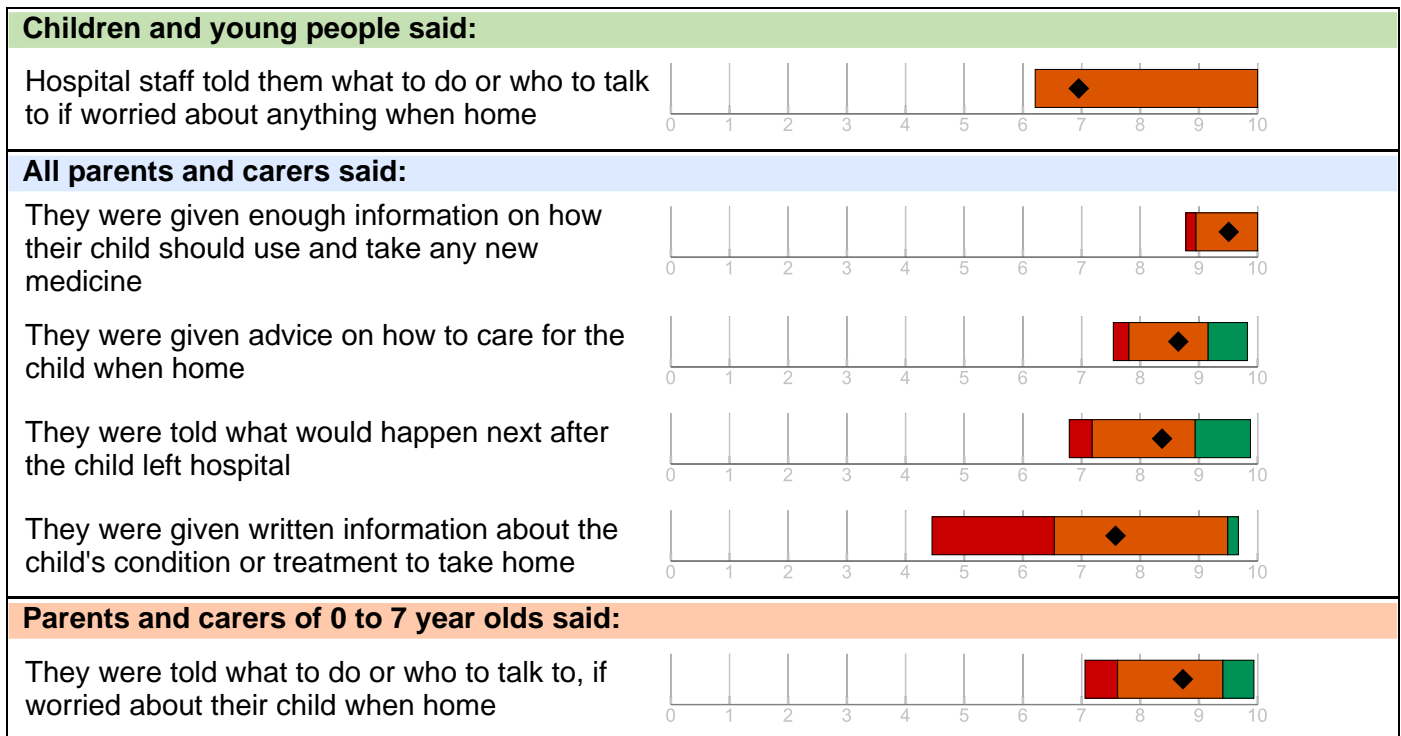 Children and young people said:
Hospital staff told them what to do or who to talk
to if worried about anything when home
0 1 2 3 4 5 6 7 8 9 10
All parents and carers said:
They were given enough information on how
their child should use and take any new
medicine
0 1 2 3 4 5 6 7 8 9 10
They were given advice on how to care for the
child when home
0 1 2 3 4 5 6 7 8 9 10
They were told what would happen next after
the child left hospital
0 1 2 3 4 5 6 7 8 9 10
They were given written information about the
child's condition or treatment to take home
0 1 2 3 4 5 6 7 8 9 10
Parents and carers of 0 to 7 year olds said:
They were told what to do or who to talk to, if
worried about their child when home
0 1 2 3 4 5 6 7 8 9 10